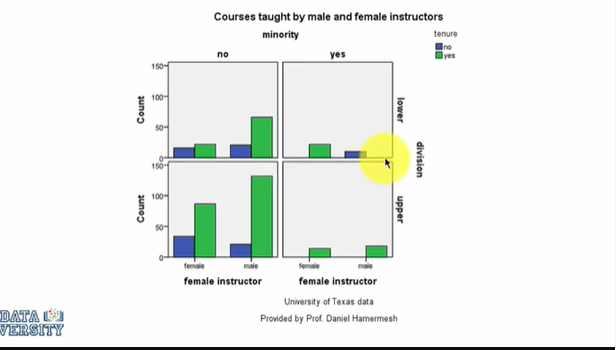 Courses taught by male and female instructors
minority
tenure
no
yes
no
yes
150
100
50
0
Count
lower
150
100
50
0
Count
upper
division
female
male
female
male
female instructor
female instructor
University of Texas data
Provided by Prof. Daniel Hamermesh
DATA
VERSITY